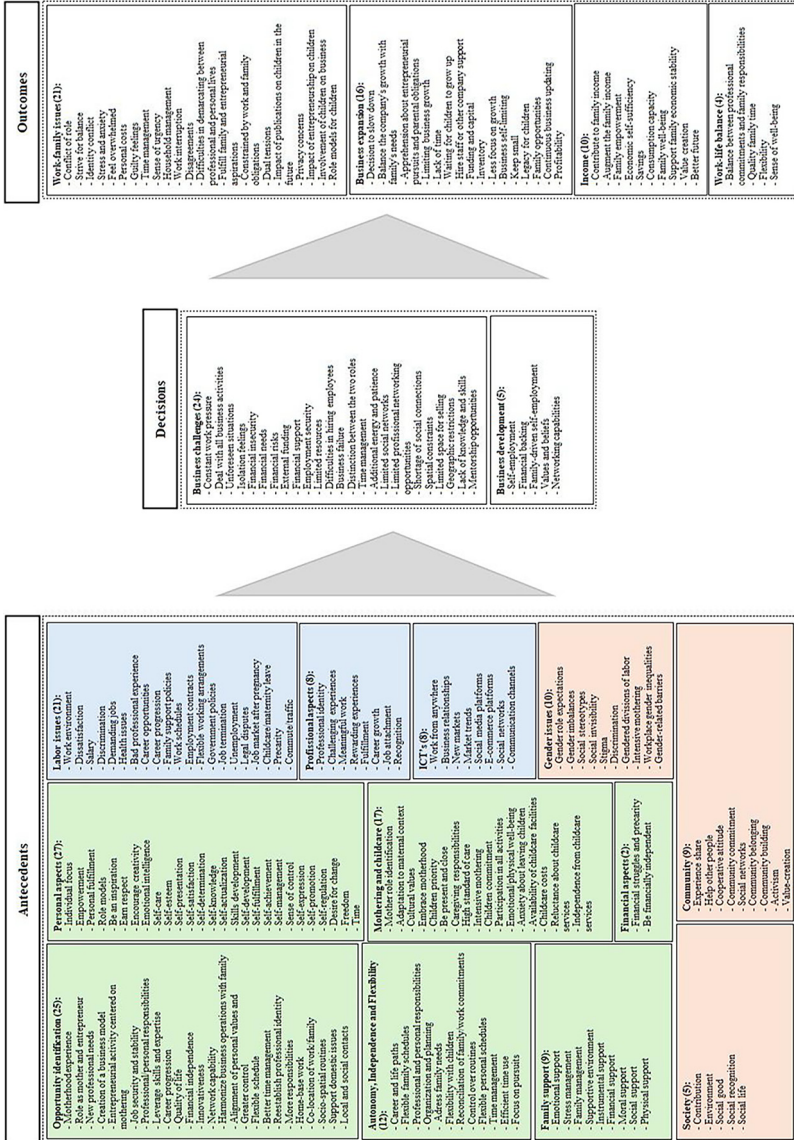 Antecedents
Opportunity identification (25):
- Motherhood experience
- Role as mother and entrepreneur
- New professional needs
- Creation of a business model
- Entrepreneurial activity centered on
mothering
- Job security and stability
- Professional/personal responsibilities
- Leverage skills and expertise
- Career progression
- Quality of life
- Financial independence
- Innovativeness
- Network capability
- Harmonize business operations with family
- Alignment of personal values and
- Greater control
- Flexible schedule
- Better time management
- Reestablish professional identity
- More responsibilities
- Home-base work
- Co-location of work/family
- Socio-spatial routines
- Support domestic issues
- Local and social contacts
Personal aspects (27):
- Individual focus
- Empowerment
- Personal fulfillment
- Role models
- Be an inspiration
- Earn respect
- Encourage creativity
- Emotional intelligence
- Self-care
- Self-esteem
- Self-presentation
- Self-satisfaction
- Self-determination
- Self-knowledge
- Self-actualization
- Skills development
- Self-development
- Self-fulfillment
- Self-achievement
- Self-management
- Sense of control
- Self-expression
- Self-promotion
- Self-regulation
- Desire for change
- Freedom
- Time
Labor issues (21):
- Work environment
- Dissatisfaction
- Salary
- Discrimination
- Demanding jobs
- Health issues
- Bad professional experience
- Career opportunities
- Career progression
- Family support policies
- Work schedules
- Employment contracts
- Flexible working arrangements
- Government policies
- Job termination
- Unemployment
- Legal disputes
- Job market after pregnancy
- Childcare/maternity leave
- Precarity
- Commute traffic
Autonomy, Independence and Flexibility
(12):
- Career and life paths
- Flexible family schedules
- Professional and personal responsibilities
- Organization and planning
- Adress family needs
- Flexibility with children
- Reconciliation of family/work commitments
- Control over routines
- Flexible personal schedules
- Time management
- Efficient time use
- Focus on pursuits
Mothering and childcare (17):
- Mother role identification
- Adaptation to maternal context
- Cultural values
- Embrace motherhood
- Children priority
- Be present and close
- Caregiving responsibilities
- High standard of care
- Intensive mothering
- Children commitment
- Participation in all activities
- Emotional/physical well-being
- Anxiety about leaving children
- Availability of childcare facilities
- Childcare costs
- Reluctance about childcare
services
- Independence from childcare
services
Profissional aspects (8):
- Professional identity
- Challenging experiences
- Meaningful work
- Rewarding experiences
- Fulfillment
- Career growth
- Job attachment
- Recognition
ICT's (8):
- Work from anywhere
- Business relationships
- New markets
- Market trends
- Social media platforms
- E-commerce platforms
- Social networks
- Communication channels
Family support (9):
- Emotional support
- Stress management
- Family management
- Supportive environment
- Instrumental support
- Financial support
- Moral support
- Social support
- Physical support
Financial aspects (2):
- Financial struggles and precarity
- Be financially independent
Gender issues (10):
- Gender role expectations
- Gender imbalances
- Social stereotypes
- Social invisibility
- Stigma
- Discrimination
- Gendered divisions of labor
- Intensive mothering
- Workplace gender inequalities
- Gender-related barriers
Society (5):
- Contribution
- Environment
- Social good
- Social recognition
- Social life
Community (9):
- Experience share
- Help other people
- Cooperative attitude
- Community commitment
- Social networks
- Community belonging
- Community building
- Activism
- Value-creation
Decisions
Business challenges (24):
- Constant work pressure
- Deal with all business activities
- Unforeseen situations
- Isolation feelings
- Financial insecurity
- Financial needs
- Financial risks
- External funding
- Financial support
- Employment security
- Limited resources
- Difficulties in hiring employees
- Business failure
- Distinction between the two roles
- Time management
- Additional energy and patience
- Limited social networks
- Limited profissional networking
opportunities
- Shortage of social connections
- Spatial constraints
- Limited space for selling
- Geographical restrictions
- Lack of knowledge and skills
- Mentorship opportunities
Business development (5):
- Self-employment
- Financial backing
- Family-driven self-employment
- Values and beliefs
- Networking capabilities
Outcomes
Work-family issues (21):
- Conflict of role
- Strive for balance
- Identity conflict
- Stress and anxiety
- Feel overwhelmed
- Personal costs
- Guilty feelings
- Time management
- Sense of urgency
- Household management
- Work interruption
- Disagreements
- Difficulties in demarcating between
professional and personal lives
- Fulfill family and entrepreneurial
aspirations
- Constrained by work and family
obligations
- Dual tensions
- Impact of publications on children in the
future
- Privacy concerns
- Impact of entrepreneurship on children
- Involvement of children on business
- Role models for children
Business expansion (16):
- Decision to slow down
- Balance the company's growth with
family's needs
- Apprehension about entrepreneurial
pursuits and parental obligations
- Limiting business growth
- Lack of time
- Waiting for children to grow up
- Hire staff or other company support
- Funding and capital
- Inventory
- Less focus on growth
- Business self-limiting
- Keep small
- Legacy for children
- Family opportunities
- Continuous business updating
- Profitability
Income (10):
- Contribute to family income
- Augment the family income
- Family empowerment
- Economic self-sufficiency
- Savings
- Consumption capacity
- Family well-being
- Support family economic stability
- Value creation
- Better future
Work-life balance (4):
- Balance between professional
commitments and family responsibilities
- Quality family time
- Flexibility
- Sense of well-being